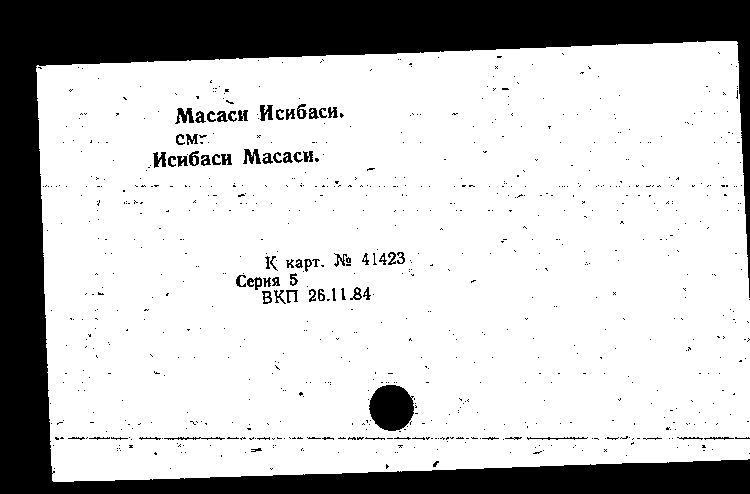 Масаси Исибаси.
см.
Исибаси Масаси.
К карт. № 41423
Серия 5
ВКП 26.11.84